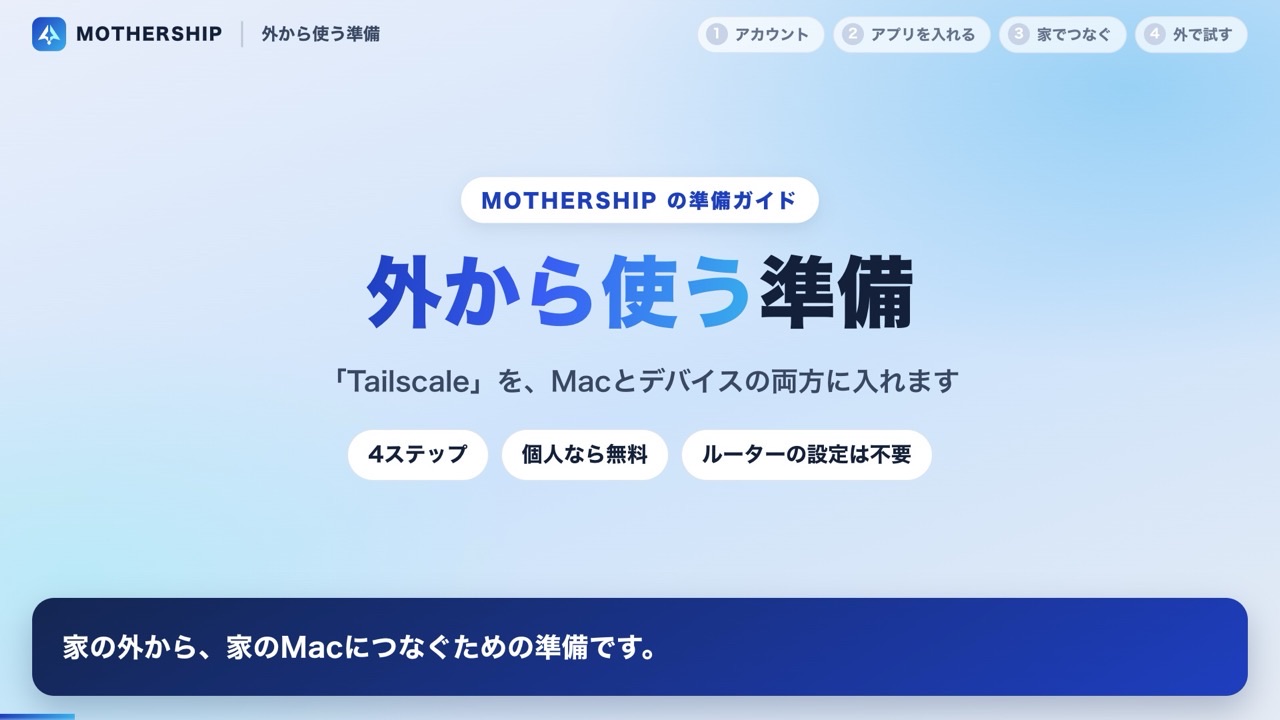 MOTHERSHIP
外から使う準備
1 アカウント
2 アプリを入れる
3 家でつなぐ
4 外で試す
MOTHERSHIP の準備ガイド
外から使う準備
「Tailscale」を、Macとデバイスの両方に入れます
4ステップ
個人なら無料
ルーターの設定は不要
家の外から、家のMacにつなぐための準備です。